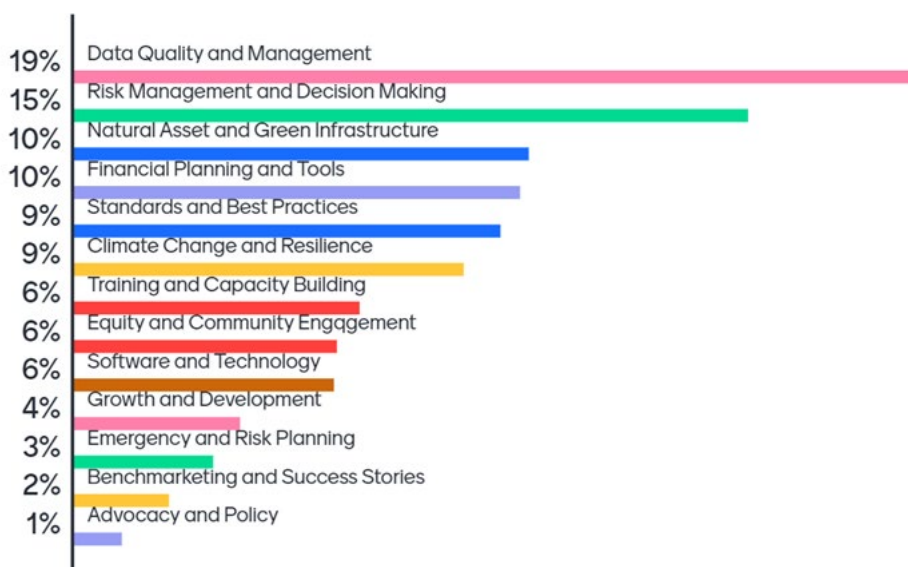 Data Quality and Management
19%
Risk Management and Decision Making
15%
Natural Asset and Green Infrastructure
10%
Financial Planning and Tools
10%
Standards and Best Practices
9%
Climate Change and Resilience
9%
Training and Capacity Building
6%
Equity and Community Engqgement
6%
Software and Technology
6%
Growth and Development
4%
Emergency and Risk Planning
3%
Benchmarketing and Success Stories
2%
Advocacy and Policy
1%